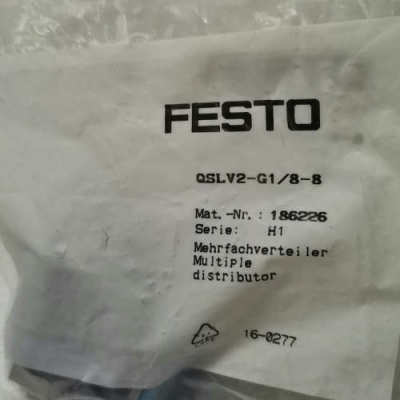 FESTO
QSLV2-G1/8-8
Mat.-Nr.: 186226
Serie: H1
Mehrfachverteiler
Multiple
distributor
16-0277